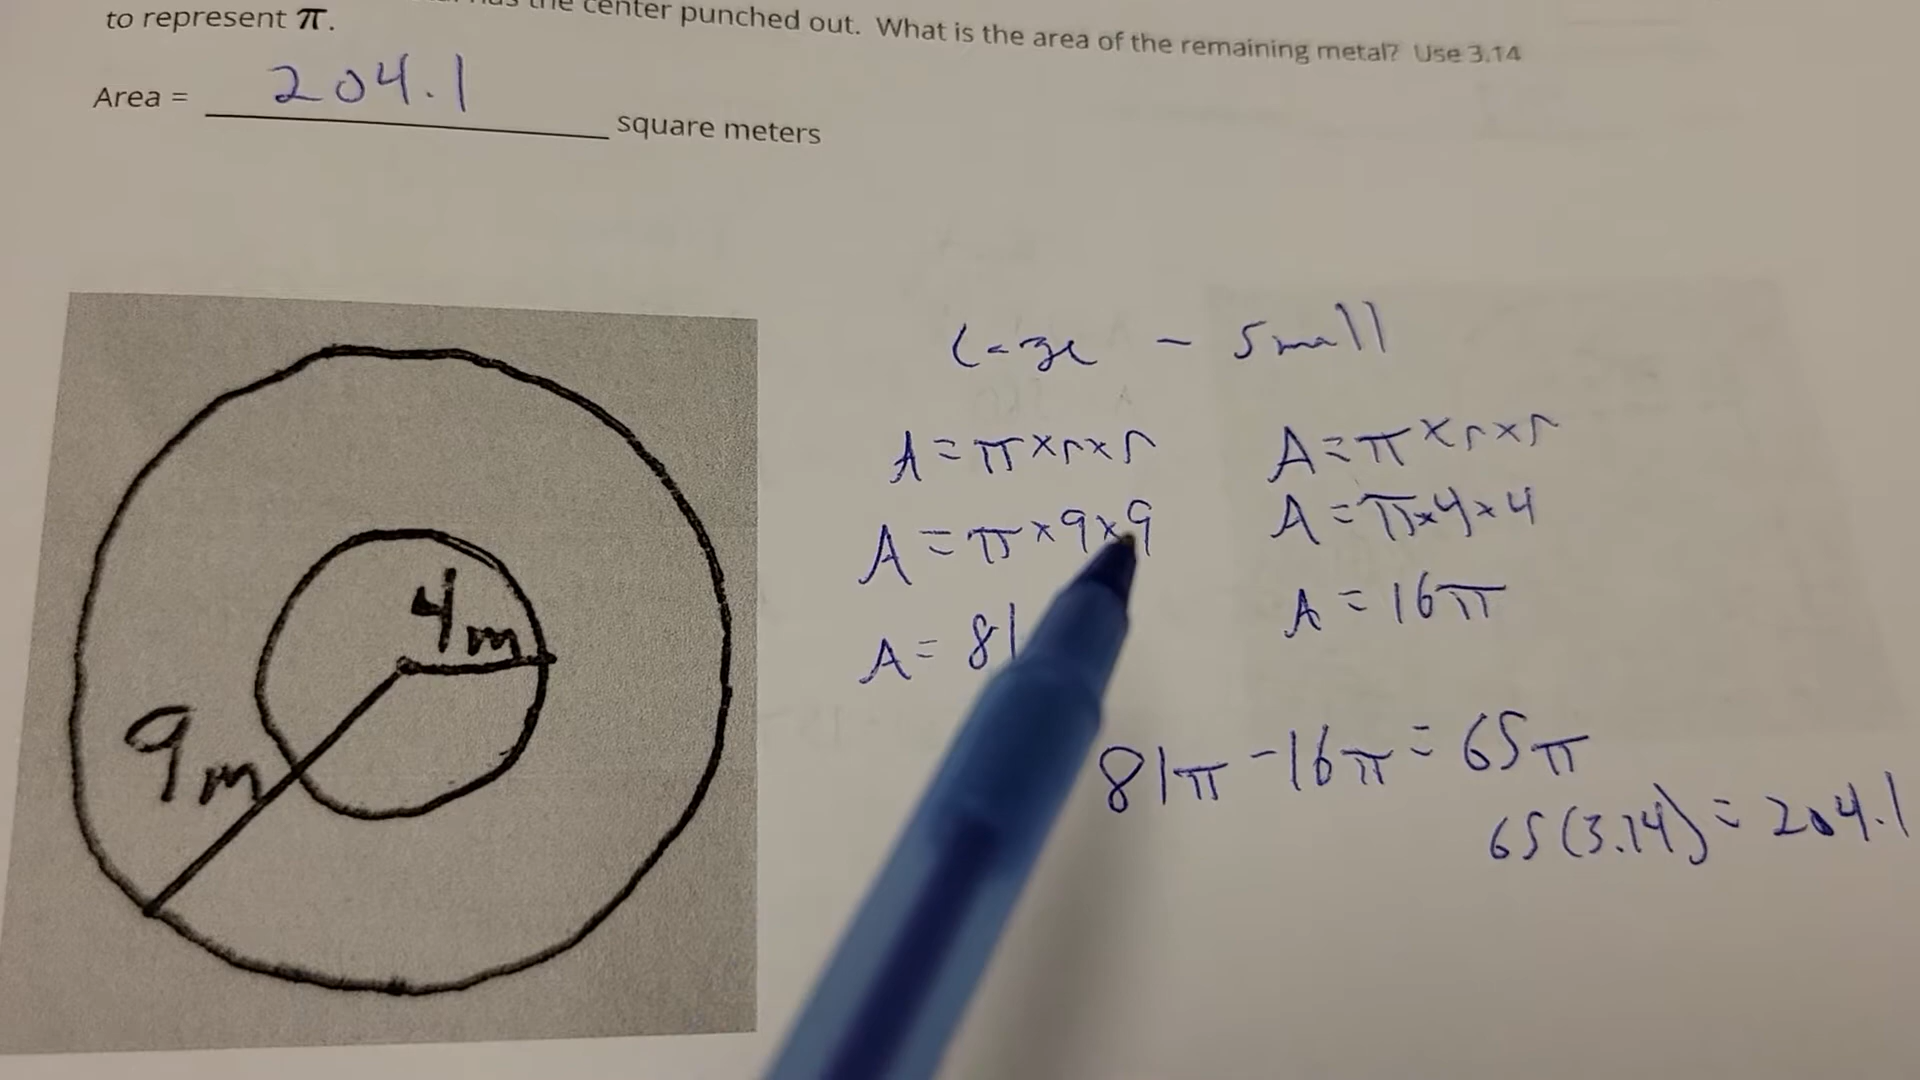 the center punched out. What is the area of the remaining metal? Use 3.14
to represent π.
Area = 204.1 square meters
Large - Small
A = π × r × r
A = π × r × r
A = π × 9 × 9
A = π × 4 × 4
A = 81
A = 16π
4m
9m
81π - 16π = 65π
65(3.14) = 204.1